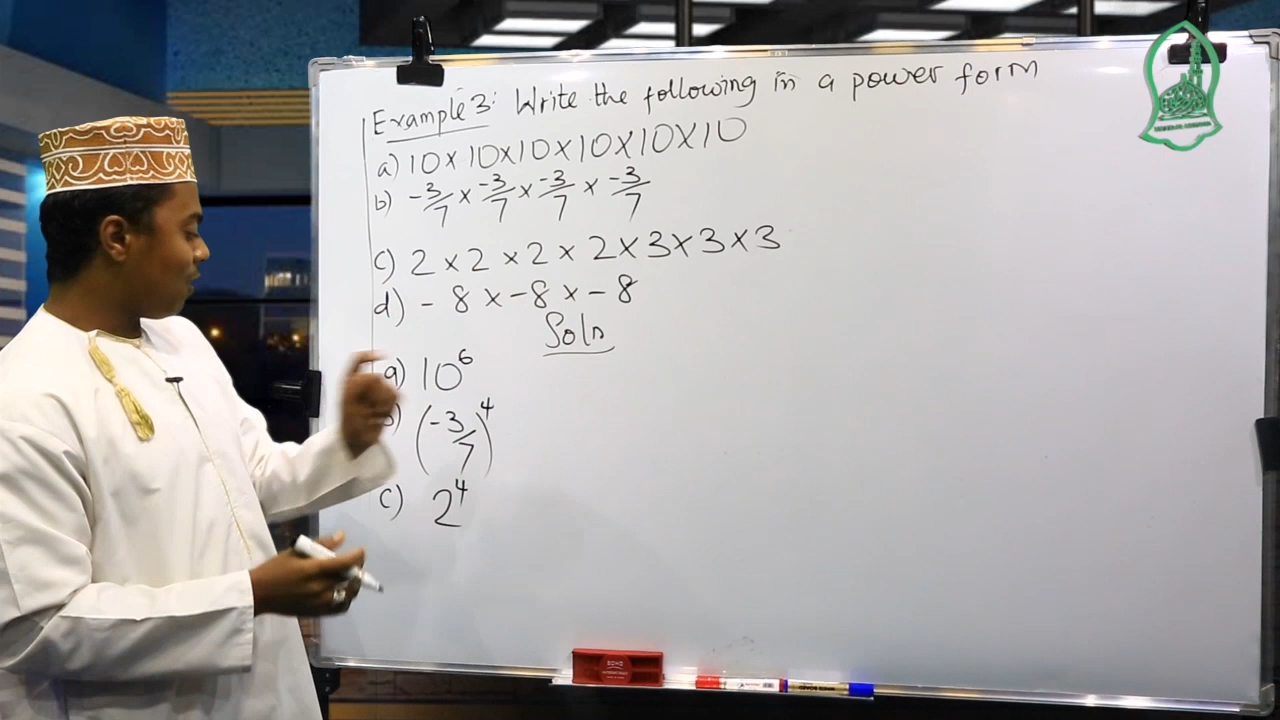 Example 3: Write the following in a power form
a) 10 × 10 × 10 × 10 × 10 × 10
b) -3/7 × -3/7 × -3/7 × -3/7
c) 2 × 2 × 2 × 2 × 3 × 3 × 3
d) - 8 × - 8 × - 8
Soln
a) 10⁶
b) (-3/7)⁴
c) 2⁴